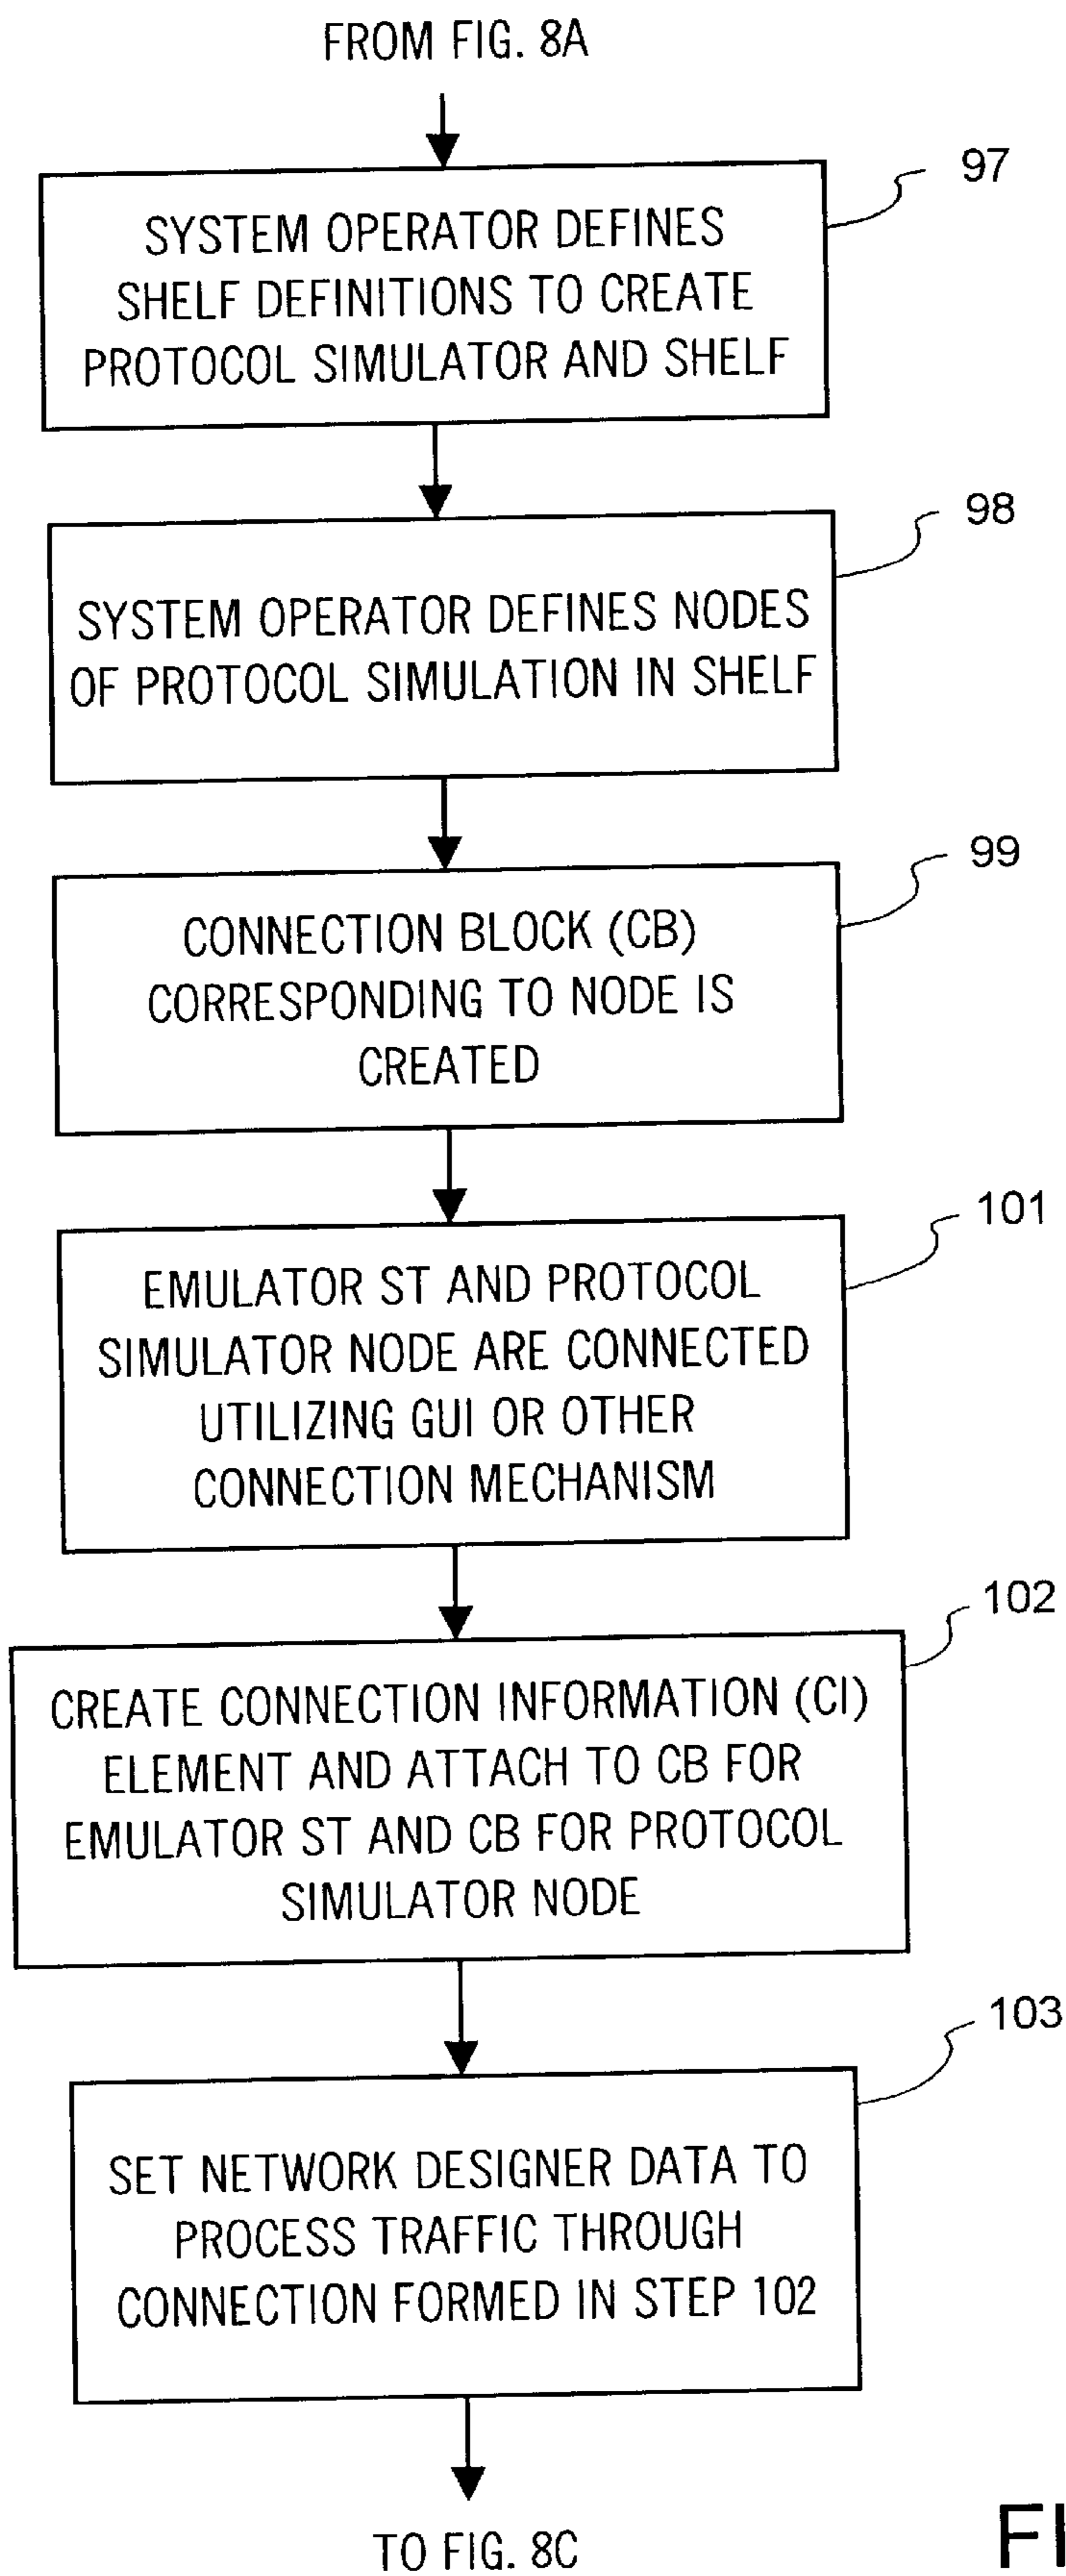 FROM FIG. 8A
97
SYSTEM OPERATOR DEFINES
SHELF DEFINITIONS TO CREATE
PROTOCOL SIMULATOR AND SHELF
98
SYSTEM OPERATOR DEFINES NODES
OF PROTOCOL SIMULATION IN SHELF
99
CONNECTION BLOCK (CB)
CORRESPONDING TO NODE IS
CREATED
101
EMULATOR ST AND PROTOCOL
SIMULATOR NODE ARE CONNECTED
UTILIZING GUI OR OTHER
CONNECTION MECHANISM
102
CREATE CONNECTION INFORMATION (CI)
ELEMENT AND ATTACH TO CB FOR
EMULATOR ST AND CB FOR PROTOCOL
SIMULATOR NODE
103
SET NETWORK DESIGNER DATA TO
PROCESS TRAFFIC THROUGH
CONNECTION FORMED IN STEP 102
TO FIG. 8C
FI